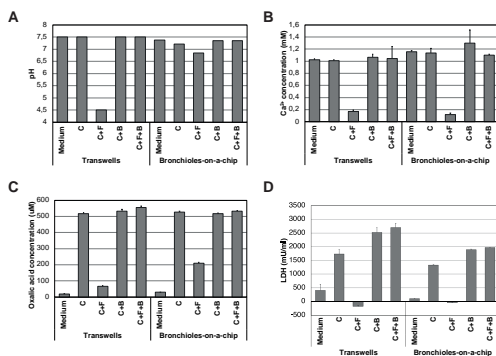 A
8
7,5
7
6,5
6
5,5
5
4,5
4
pH
Medium
C
C+F
C+B
C+F+B
Medium
C
C+F
C+B
C+F+B
Transwells
Bronchioles-on-a-chip
B
1,6
1,4
1,2
1
0,8
0,6
0,4
0,2
0
Ca²⁺ concentration (mM)
Medium
C
C+F
C+B
C+F+B
Medium
C
C+F
C+B
C+F+B
Transwells
Bronchioles-on-a-chip
C
600
500
400
300
200
100
0
Oxalic acid concentration (uM)
Medium
C
C+F
C+B
C+F+B
Medium
C
C+F
C+B
C+F+B
Transwells
Bronchioles-on-a-chip
D
3000
2500
2000
1500
1000
500
0
-500
LDH (mU/ml)
Medium
C
C+F
C+B
C+F+B
Medium
C
C+F
C+B
C+F+B
Transwells
Bronchioles-on-a-chip